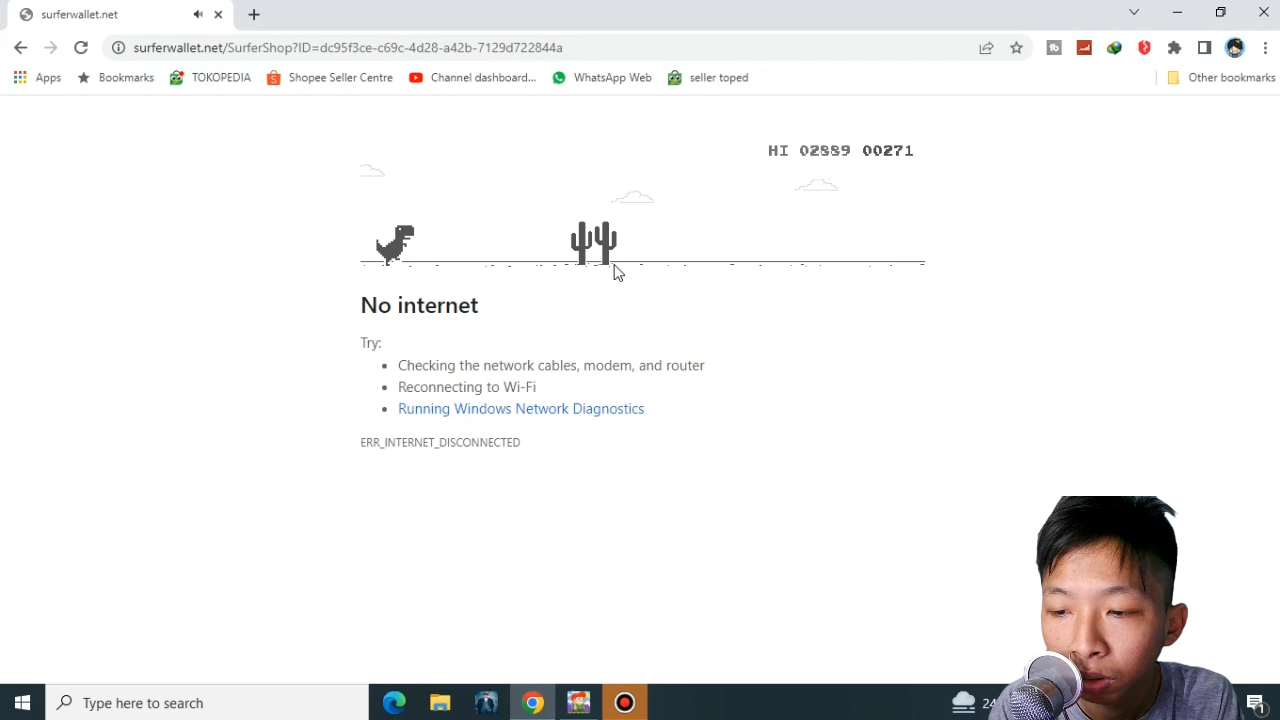 surferwallet.net
surferwallet.net/SurferShop?ID=dc95f3ce-c69c-4d28-a42b-7129d722844a
Apps Bookmarks TOKOPEDIA Shopee Seller Centre Channel dashboard... WhatsApp Web seller toped Other bookmarks
HI 02889 00271
No internet
Try:
Checking the network cables, modem, and router
Reconnecting to Wi-Fi
Running Windows Network Diagnostics
ERR_INTERNET_DISCONNECTED
Type here to search
1